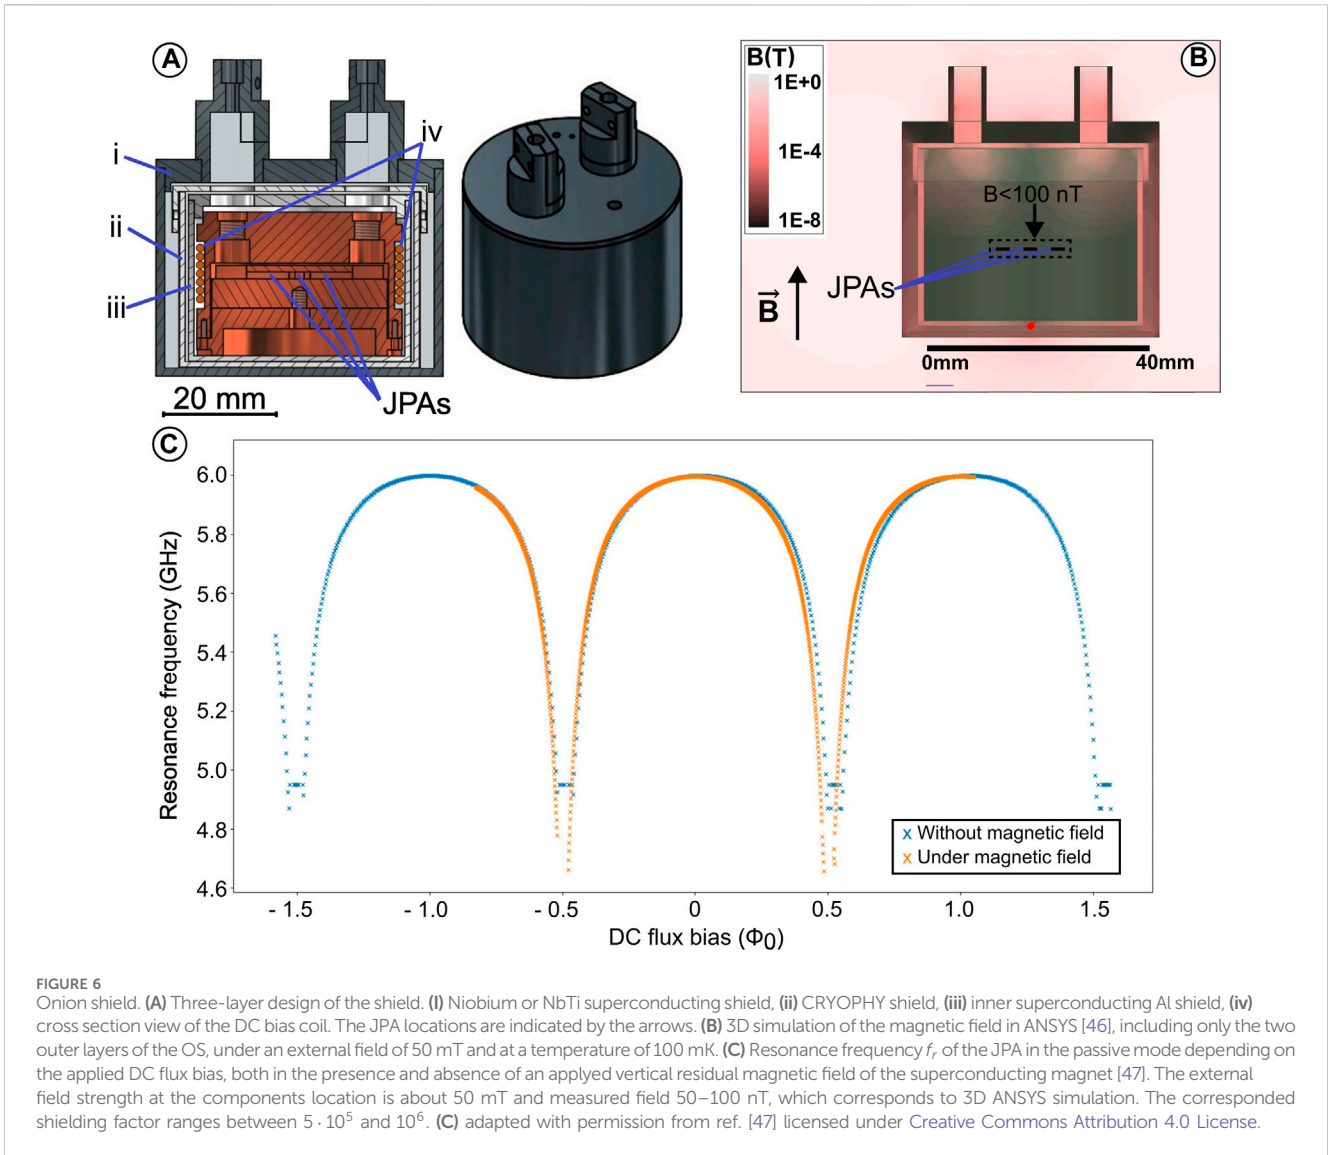 A
i
ii
iii
iv
20 mm
JPAs
B
B(T)
1E+0
1E-4
1E-8
B<100 nT
JPAs
B
0mm
40mm
C
Resonance frequency (GHz)
6.0
5.8
5.6
5.4
5.2
5.0
4.8
4.6
- 1.5
- 1.0
- 0.5
0
0.5
1.0
1.5
DC flux bias (Φ0)
x Without magnetic field
x Under magnetic field
FIGURE 6
Onion shield. (A) Three-layer design of the shield. (I) Niobium or NbTi superconducting shield, (ii) CRYOPHY shield, (iii) inner superconducting Al shield, (iv)
cross section view of the DC bias coil. The JPA locations are indicated by the arrows. (B) 3D simulation of the magnetic field in ANSYS [46], including only the two
outer layers of the OS, under an external field of 50 mT and at a temperature of 100 mK. (C) Resonance frequency fr of the JPA in the passive mode depending on
the applied DC flux bias, both in the presence and absence of an applyed vertical residual magnetic field of the superconducting magnet [47]. The external
field strength at the components location is about 50 mT and measured field 50–100 nT, which corresponds to 3D ANSYS simulation. The corresponded
shielding factor ranges between 5·10⁵ and 10⁶. (C) adapted with permission from ref. [47] licensed under Creative Commons Attribution 4.0 License.